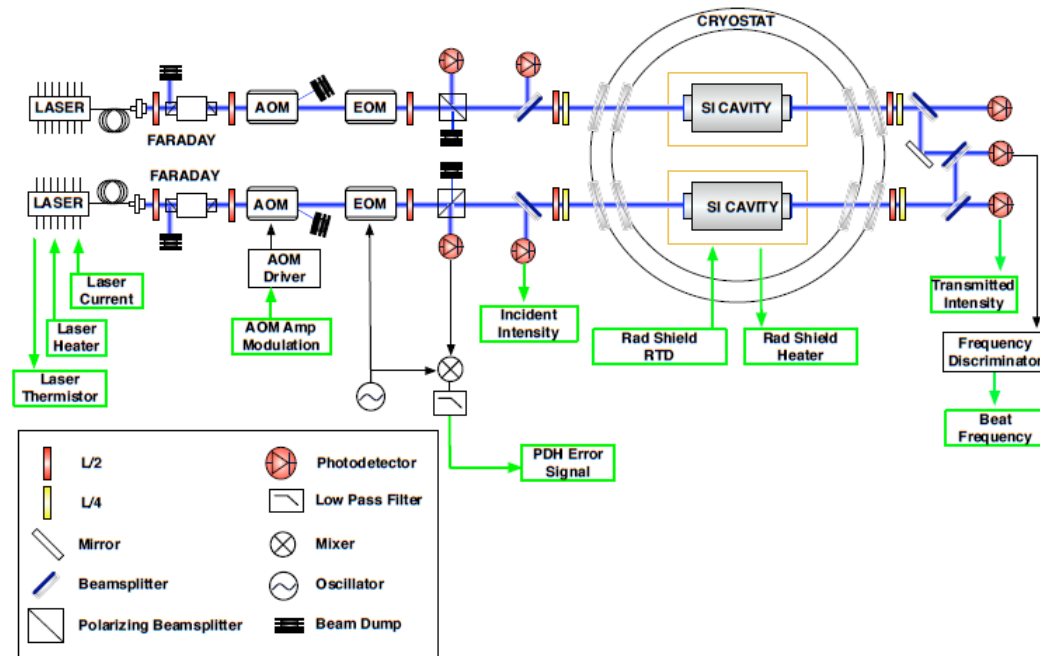 CRYOSTAT
LASER
AOM
EOM
SI CAVITY
FARADAY
FARADAY
LASER
AOM
EOM
SI CAVITY
AOM
Driver
Laser
Current
Transmitted
Intensity
Laser
Heater
AOM Amp
Modulation
Incident
Intensity
Rad Shield
RTD
Rad Shield
Heater
Frequency
Discriminator
Laser
Thermistor
Mixer
Oscillator
Beat
Frequency
PDH Error
Signal
L/2
Photodetector
L/4
Low Pass Filter
Mirror
Mixer
Beamsplitter
Oscillator
Polarizing Beamsplitter
Beam Dump